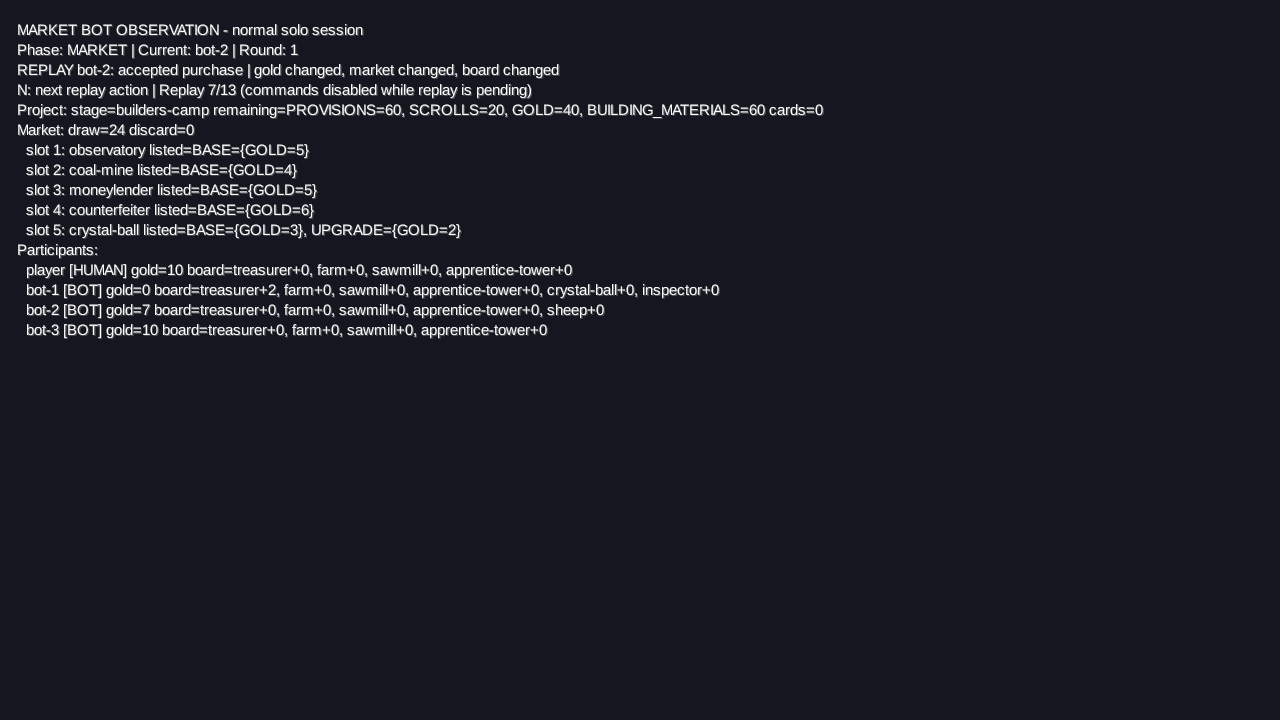 MARKET BOT OBSERVATION - normal solo session
Phase: MARKET | Current: bot-2 | Round: 1
REPLAY bot-2: accepted purchase | gold changed, market changed, board changed
N: next replay action | Replay 7/13 (commands disabled while replay is pending)
Project: stage=builders-camp remaining=PROVISIONS=60, SCROLLS=20, GOLD=40, BUILDING_MATERIALS=60 cards=0
Market: draw=24 discard=0
slot 1: observatory listed=BASE={GOLD=5}
slot 2: coal-mine listed=BASE={GOLD=4}
slot 3: moneylender listed=BASE={GOLD=5}
slot 4: counterfeiter listed=BASE={GOLD=6}
slot 5: crystal-ball listed=BASE={GOLD=3}, UPGRADE={GOLD=2}
Participants:
player [HUMAN] gold=10 board=treasurer+0, farm+0, sawmill+0, apprentice-tower+0
bot-1 [BOT] gold=0 board=treasurer+2, farm+0, sawmill+0, apprentice-tower+0, crystal-ball+0, inspector+0
bot-2 [BOT] gold=7 board=treasurer+0, farm+0, sawmill+0, apprentice-tower+0, sheep+0
bot-3 [BOT] gold=10 board=treasurer+0, farm+0, sawmill+0, apprentice-tower+0